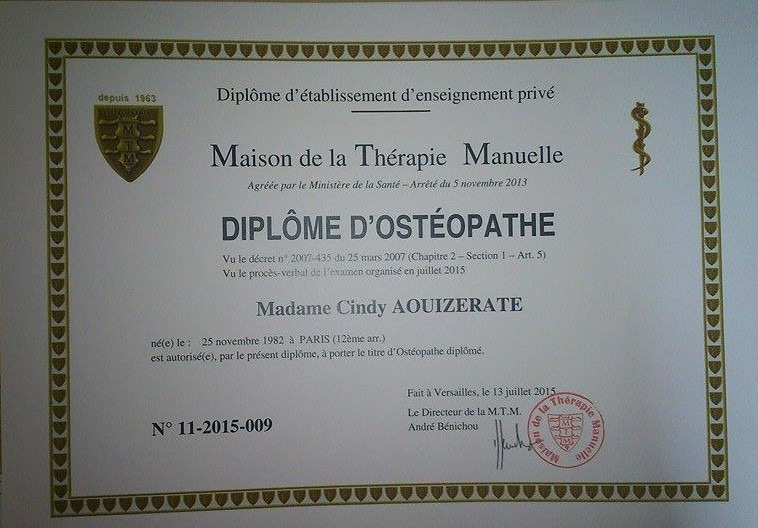 depuis 1963
MTM
Diplôme d'établissement d'enseignement privé
Maison de la Thérapie Manuelle
Agréée par le Ministère de la Santé – Arrêté du 5 novembre 2013
DIPLÔME D'OSTÉOPATHE
Vu le décret n° 2007-435 du 25 mars 2007 (Chapitre 2 – Section 1 – Art. 5)
Vu le procès-verbal de l'examen organisé en juillet 2015
Madame Cindy AOUIZERATE
né(e) le : 25 novembre 1982 à PARIS (12ème arr.)
est autorisé(e), par le présent diplôme, à porter le titre d'Ostéopathe diplômé.
Fait à Versailles, le 13 juillet 2015
Le Directeur de la M.T.M.
André Bénichou
N° 11-2015-009
Maison de la Thérapie Manuelle
MTM